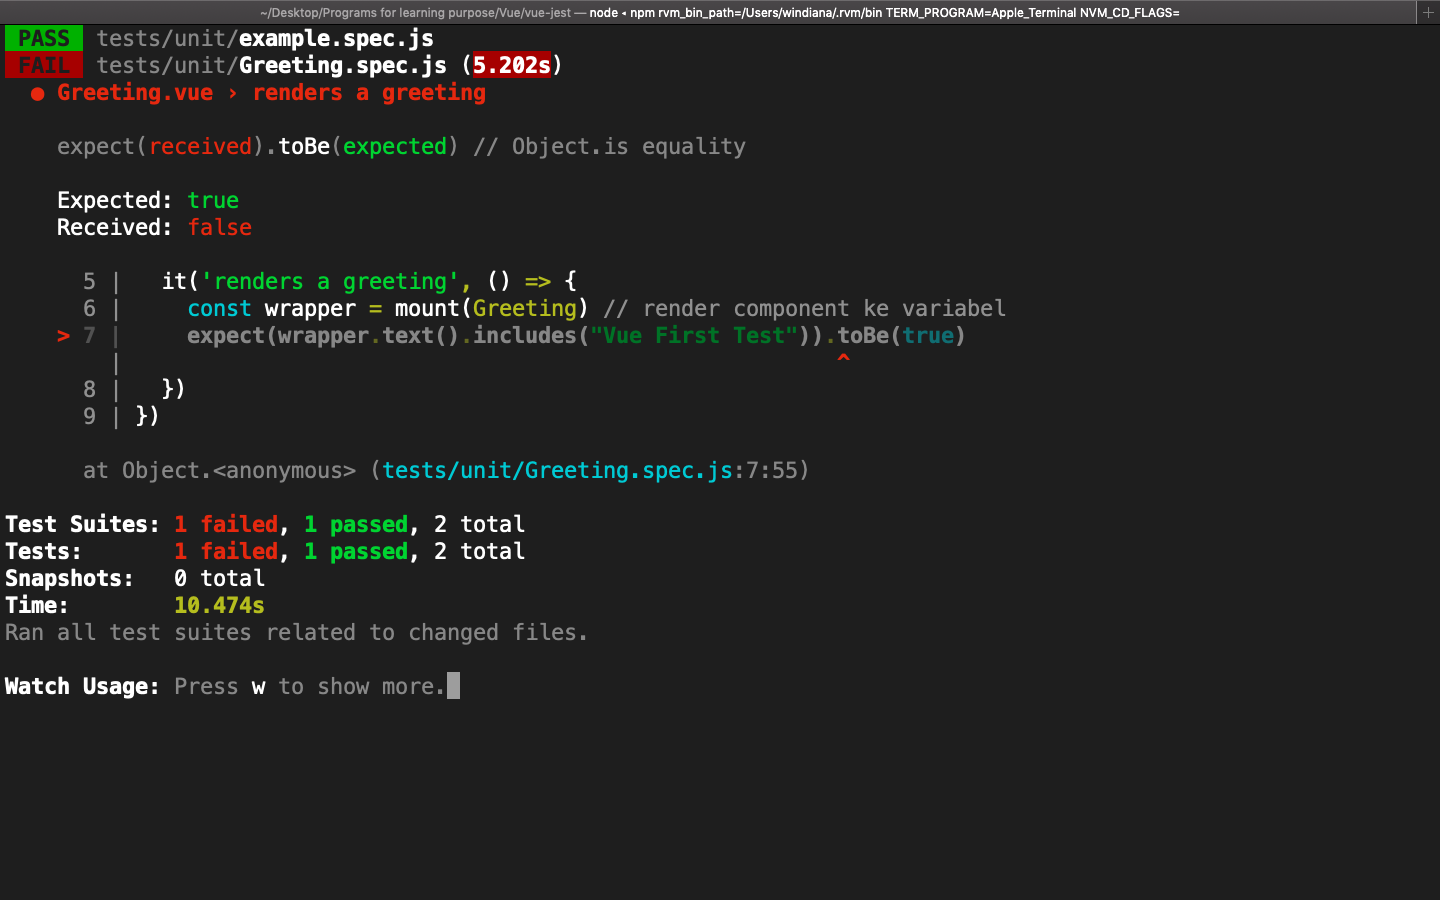 ~/Desktop/Programs for learning purpose/Vue/vue-jest — node ◂ npm rvm_bin_path=/Users/windiana/.rvm/bin TERM_PROGRAM=Apple_Terminal NVM_CD_FLAGS=
PASS tests/unit/example.spec.js
FAIL tests/unit/Greeting.spec.js (5.202s)
● Greeting.vue › renders a greeting
expect(received).toBe(expected) // Object.is equality
Expected: true
Received: false
5 | it('renders a greeting', () => {
6 | const wrapper = mount(Greeting) // render component ke variabel
> 7 | expect(wrapper.text().includes("Vue First Test")).toBe(true)
| ^
8 | })
9 | })
at Object.<anonymous> (tests/unit/Greeting.spec.js:7:55)
Test Suites: 1 failed, 1 passed, 2 total
Tests: 1 failed, 1 passed, 2 total
Snapshots: 0 total
Time: 10.474s
Ran all test suites related to changed files.
Watch Usage: Press w to show more.